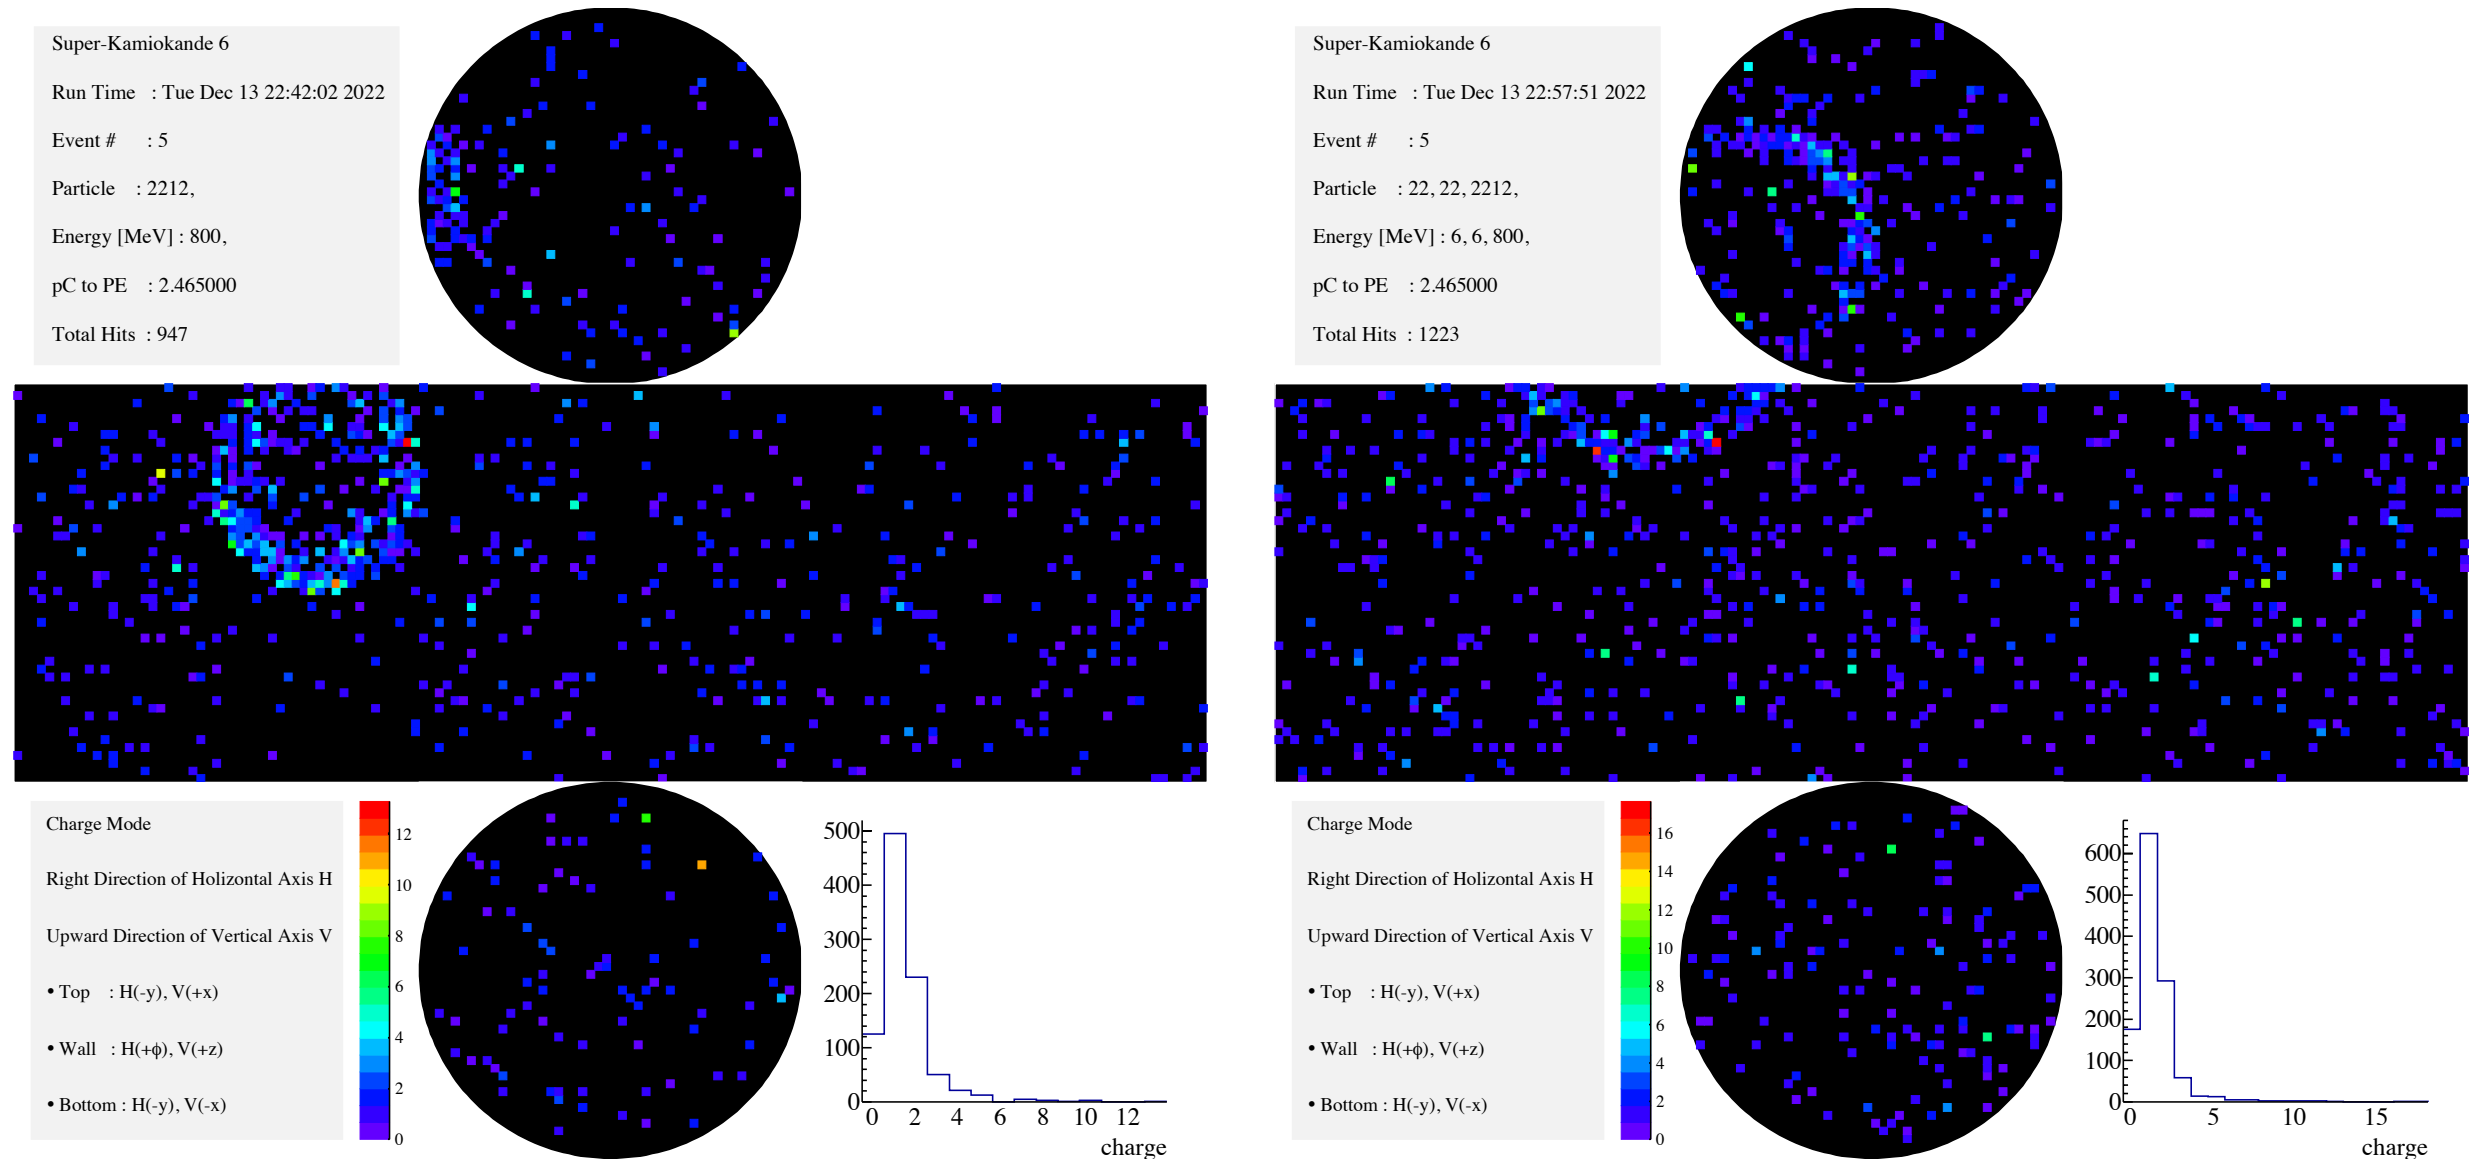 Super-Kamiokande 6
Run Time : Tue Dec 13 22:42:02 2022
Event # : 5
Particle : 2212,
Energy [MeV] : 800,
pC to PE : 2.465000
Total Hits : 947
Charge Mode
Right Direction of Holizontal Axis H
Upward Direction of Vertical Axis V
• Top : H(-y), V(+x)
• Wall : H(+ϕ), V(+z)
• Bottom : H(-y), V(-x)
12
10
8
6
4
2
0
500
400
300
200
100
0
0 2 4 6 8 10 12
charge
Super-Kamiokande 6
Run Time : Tue Dec 13 22:57:51 2022
Event # : 5
Particle : 22, 22, 2212,
Energy [MeV] : 6, 6, 800,
pC to PE : 2.465000
Total Hits : 1223
Charge Mode
Right Direction of Holizontal Axis H
Upward Direction of Vertical Axis V
• Top : H(-y), V(+x)
• Wall : H(+ϕ), V(+z)
• Bottom : H(-y), V(-x)
16
14
12
10
8
6
4
2
0
600
500
400
300
200
100
0
0 5 10 15
charge